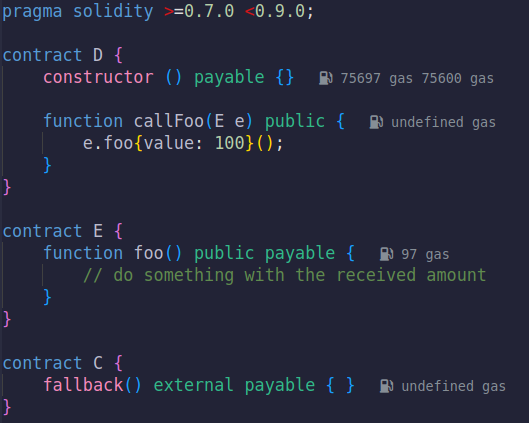 pragma solidity >=0.7.0 <0.9.0;
contract D {
constructor () payable {} 75697 gas 75600 gas
function callFoo(E e) public { undefined gas
e.foo{value: 100}();
}
}
contract E {
function foo() public payable { 97 gas
// do something with the received amount
}
}
contract C {
fallback() external payable { } undefined gas
}